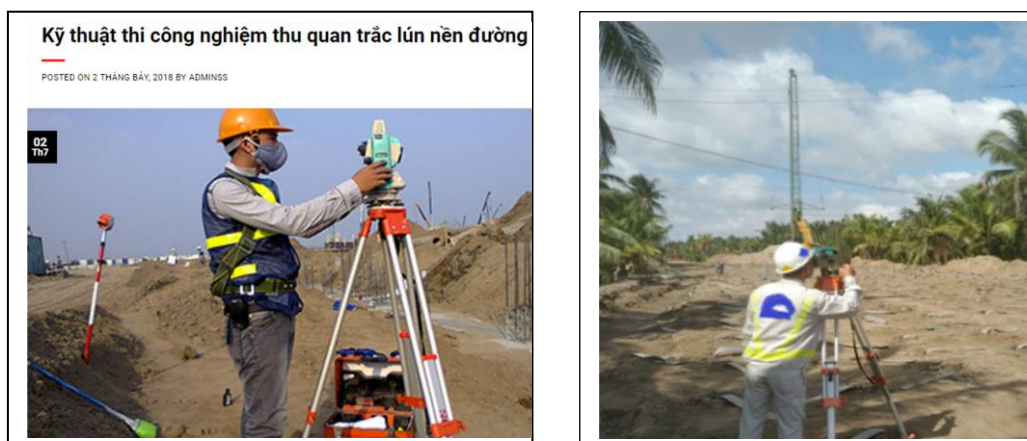 Kỹ thuật thi công nghiệm thu quan trắc lún nền đường
POSTED ON 2 THÁNG BẢY, 2018 BY ADMINSS
02
Th7